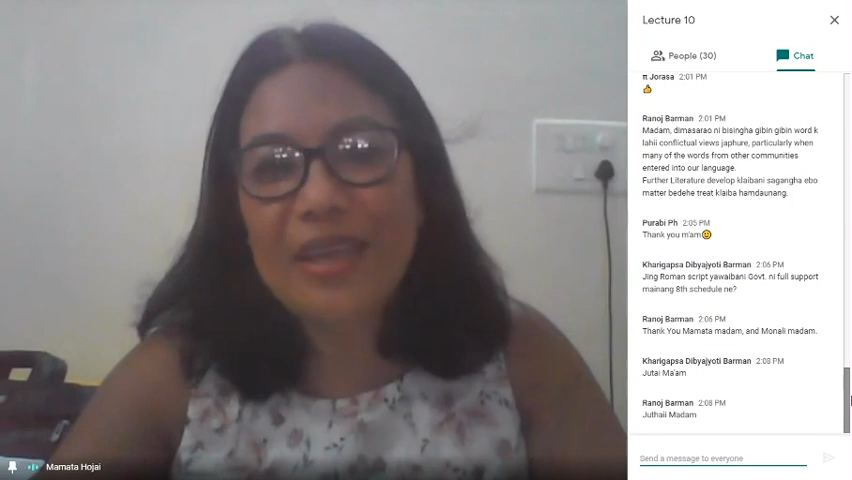 Lecture 10
People (30)
Chat
π Jorasa 2:01 PM
👍
Ranoj Barman 2:01 PM
Madam, dimasarao ni bisingha gibin gibin word k
lahii conflictual views japhure, particularly when
many of the words from other communities
entered into our language.
Further Literature develop klaibani sagangha ebo
matter bedehe treat klaiba hamdaunang.
Purabi Ph 2:05 PM
Thank you m'am🙂
Kharigapsa Dibyajyoti Barman 2:06 PM
Jing Roman script yawaibani Govt. ni full support
mainang 8th schedule ne?
Ranoj Barman 2:06 PM
Thank You Mamata madam, and Monali madam.
Kharigapsa Dibyajyoti Barman 2:08 PM
Jutai Ma'am
Ranoj Barman 2:08 PM
Juthaii Madam
Send a message to everyone
Mamata Hojai